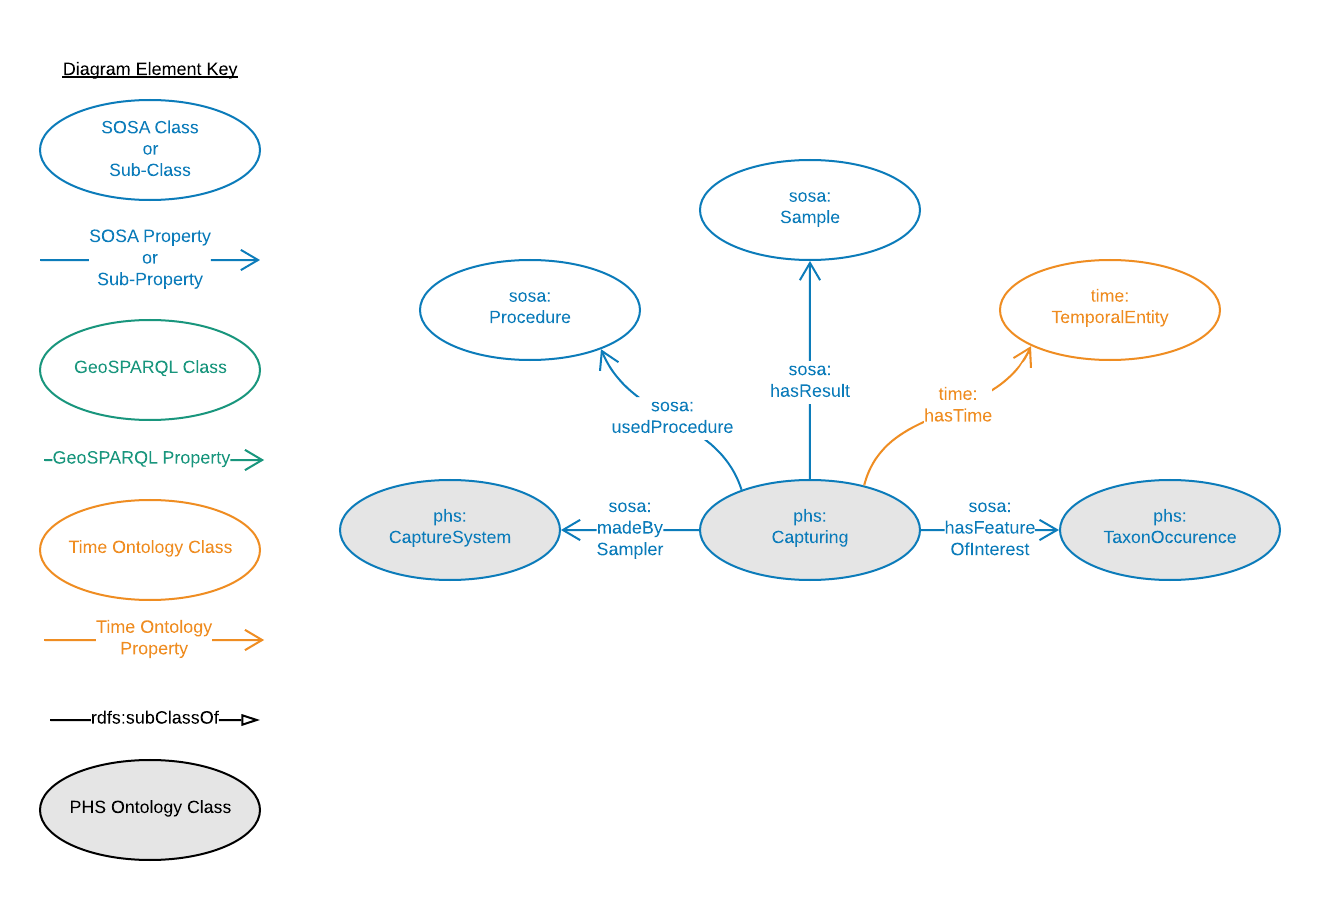 Diagram Element Key
SOSA Class
or
Sub-Class
SOSA Property
or
Sub-Property
GeoSPARQL Class
GeoSPARQL Property
Time Ontology Class
Time Ontology
Property
rdfs:subClassOf
PHS Ontology Class
sosa:
Sample
sosa:
Procedure
time:
TemporalEntity
sosa:
hasResult
sosa:
usedProcedure
time:
hasTime
phs:
CaptureSystem
sosa:
madeBy
Sampler
phs:
Capturing
sosa:
hasFeature
OfInterest
phs:
TaxonOccurence